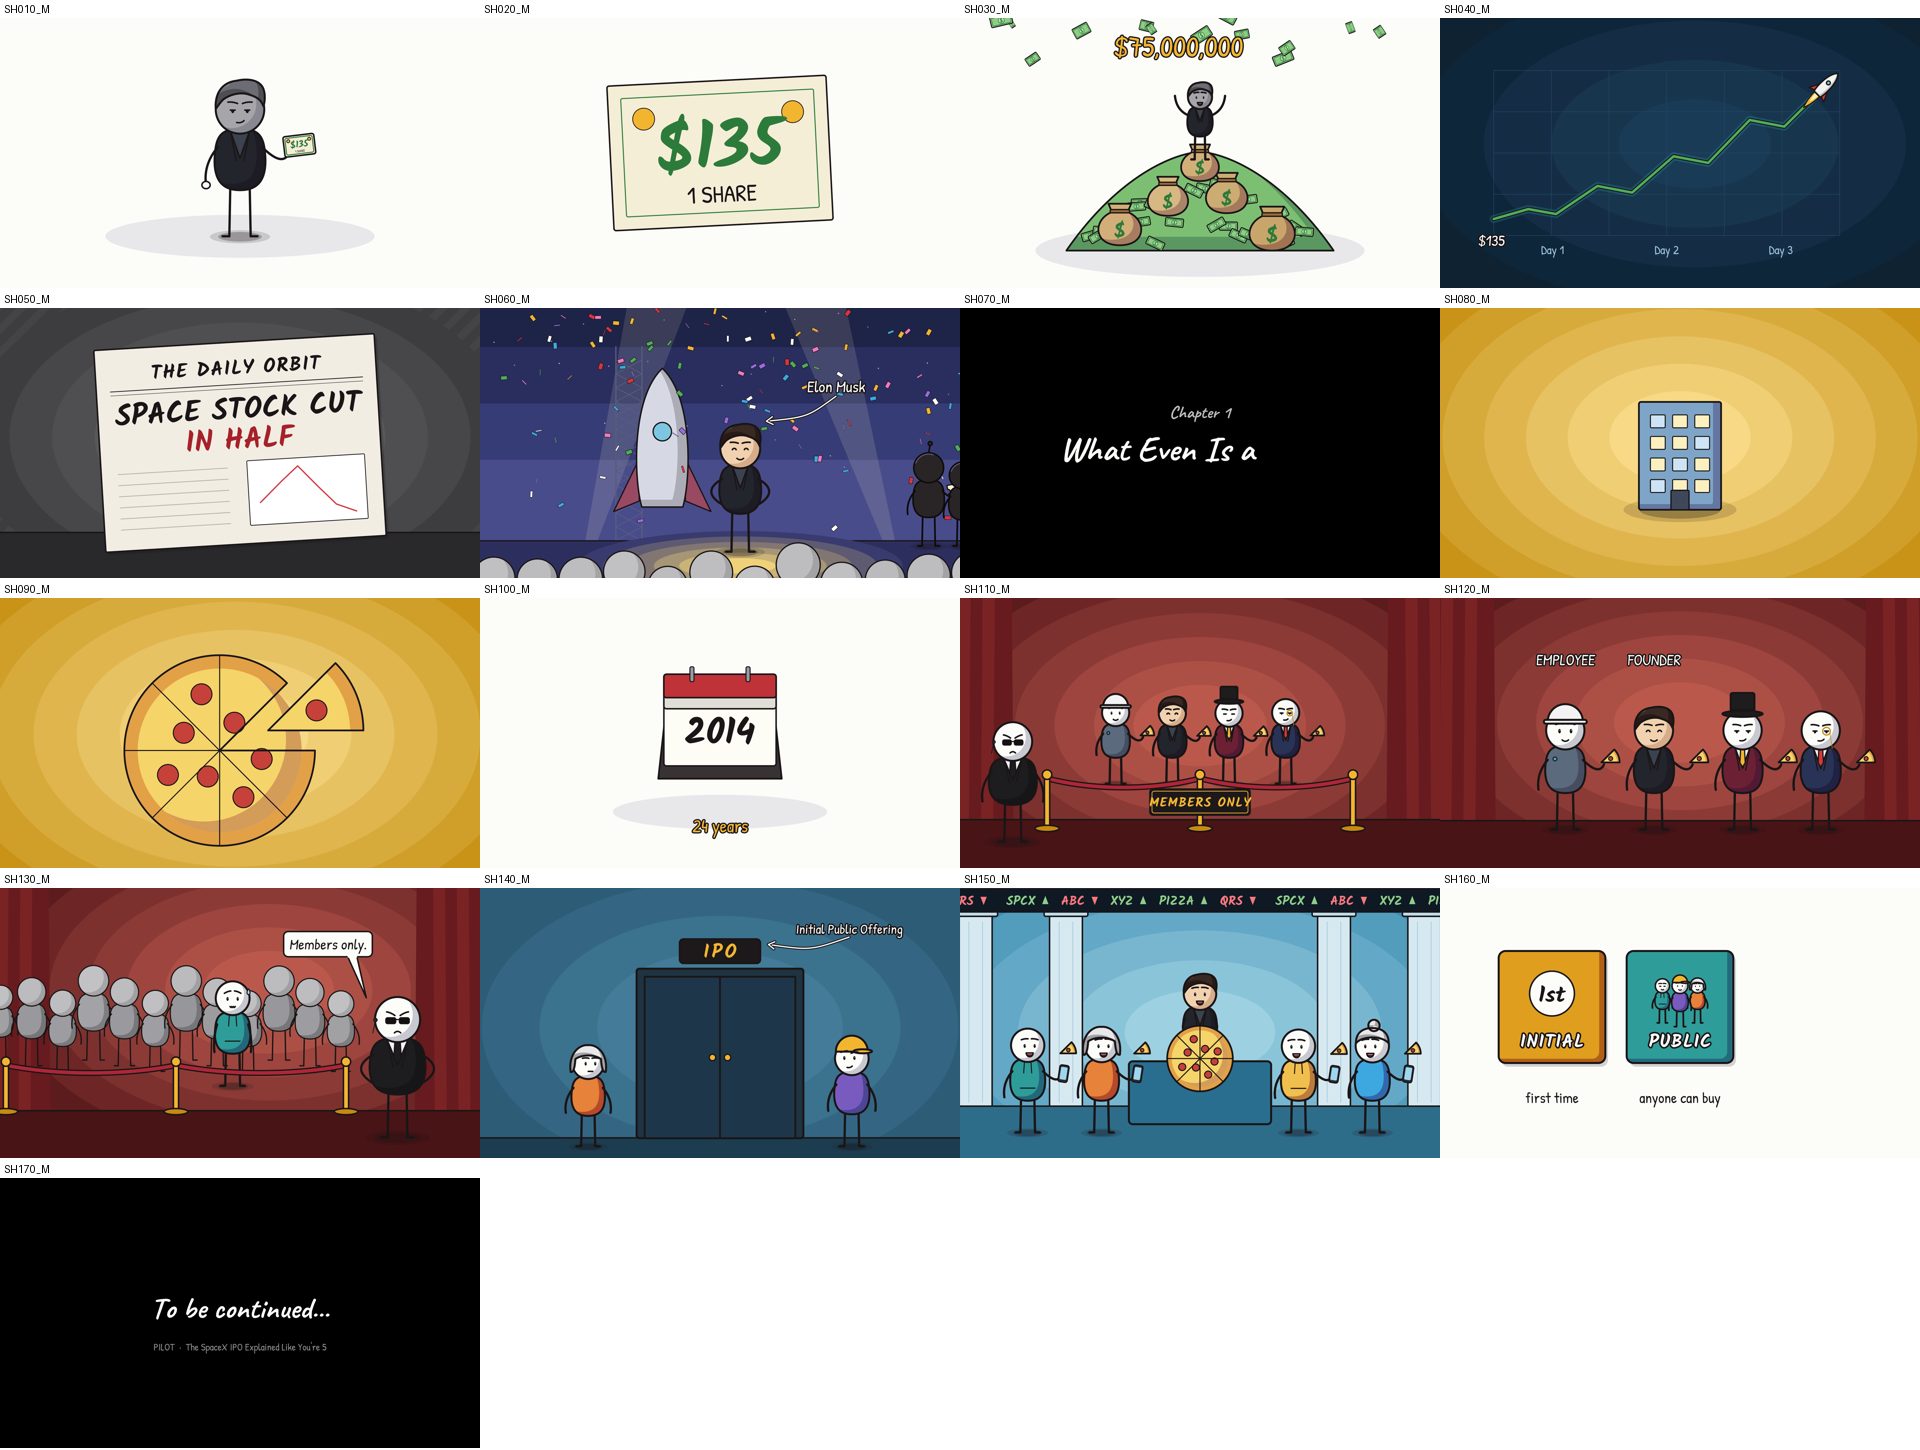 SH010_M
SH020_M
SH030_M
SH040_M
$135
1 SHARE
$135
1 SHARE
$75,000,000
$ $ $ $ $
$135
Day 1
Day 2
Day 3
SH050_M
SH060_M
SH070_M
SH080_M
THE DAILY ORBIT
SPACE STOCK CUT
IN HALF
Elon Musk
Chapter 1
What Even Is a
SH090_M
SH100_M
SH110_M
SH120_M
2014
24 years
MEMBERS ONLY
EMPLOYEE
FOUNDER
SH130_M
SH140_M
SH150_M
SH160_M
Members only.
IPO
Initial Public Offering
RS ▼ SPCX ▲ ABC ▼ XYZ ▲ PIZZA ▲ QRS ▼ SPCX ▲ ABC ▼ XYZ ▲ PI
1st
INITIAL
first time
PUBLIC
anyone can buy
SH170_M
To be continued...
PILOT · The SpaceX IPO Explained Like You're 5